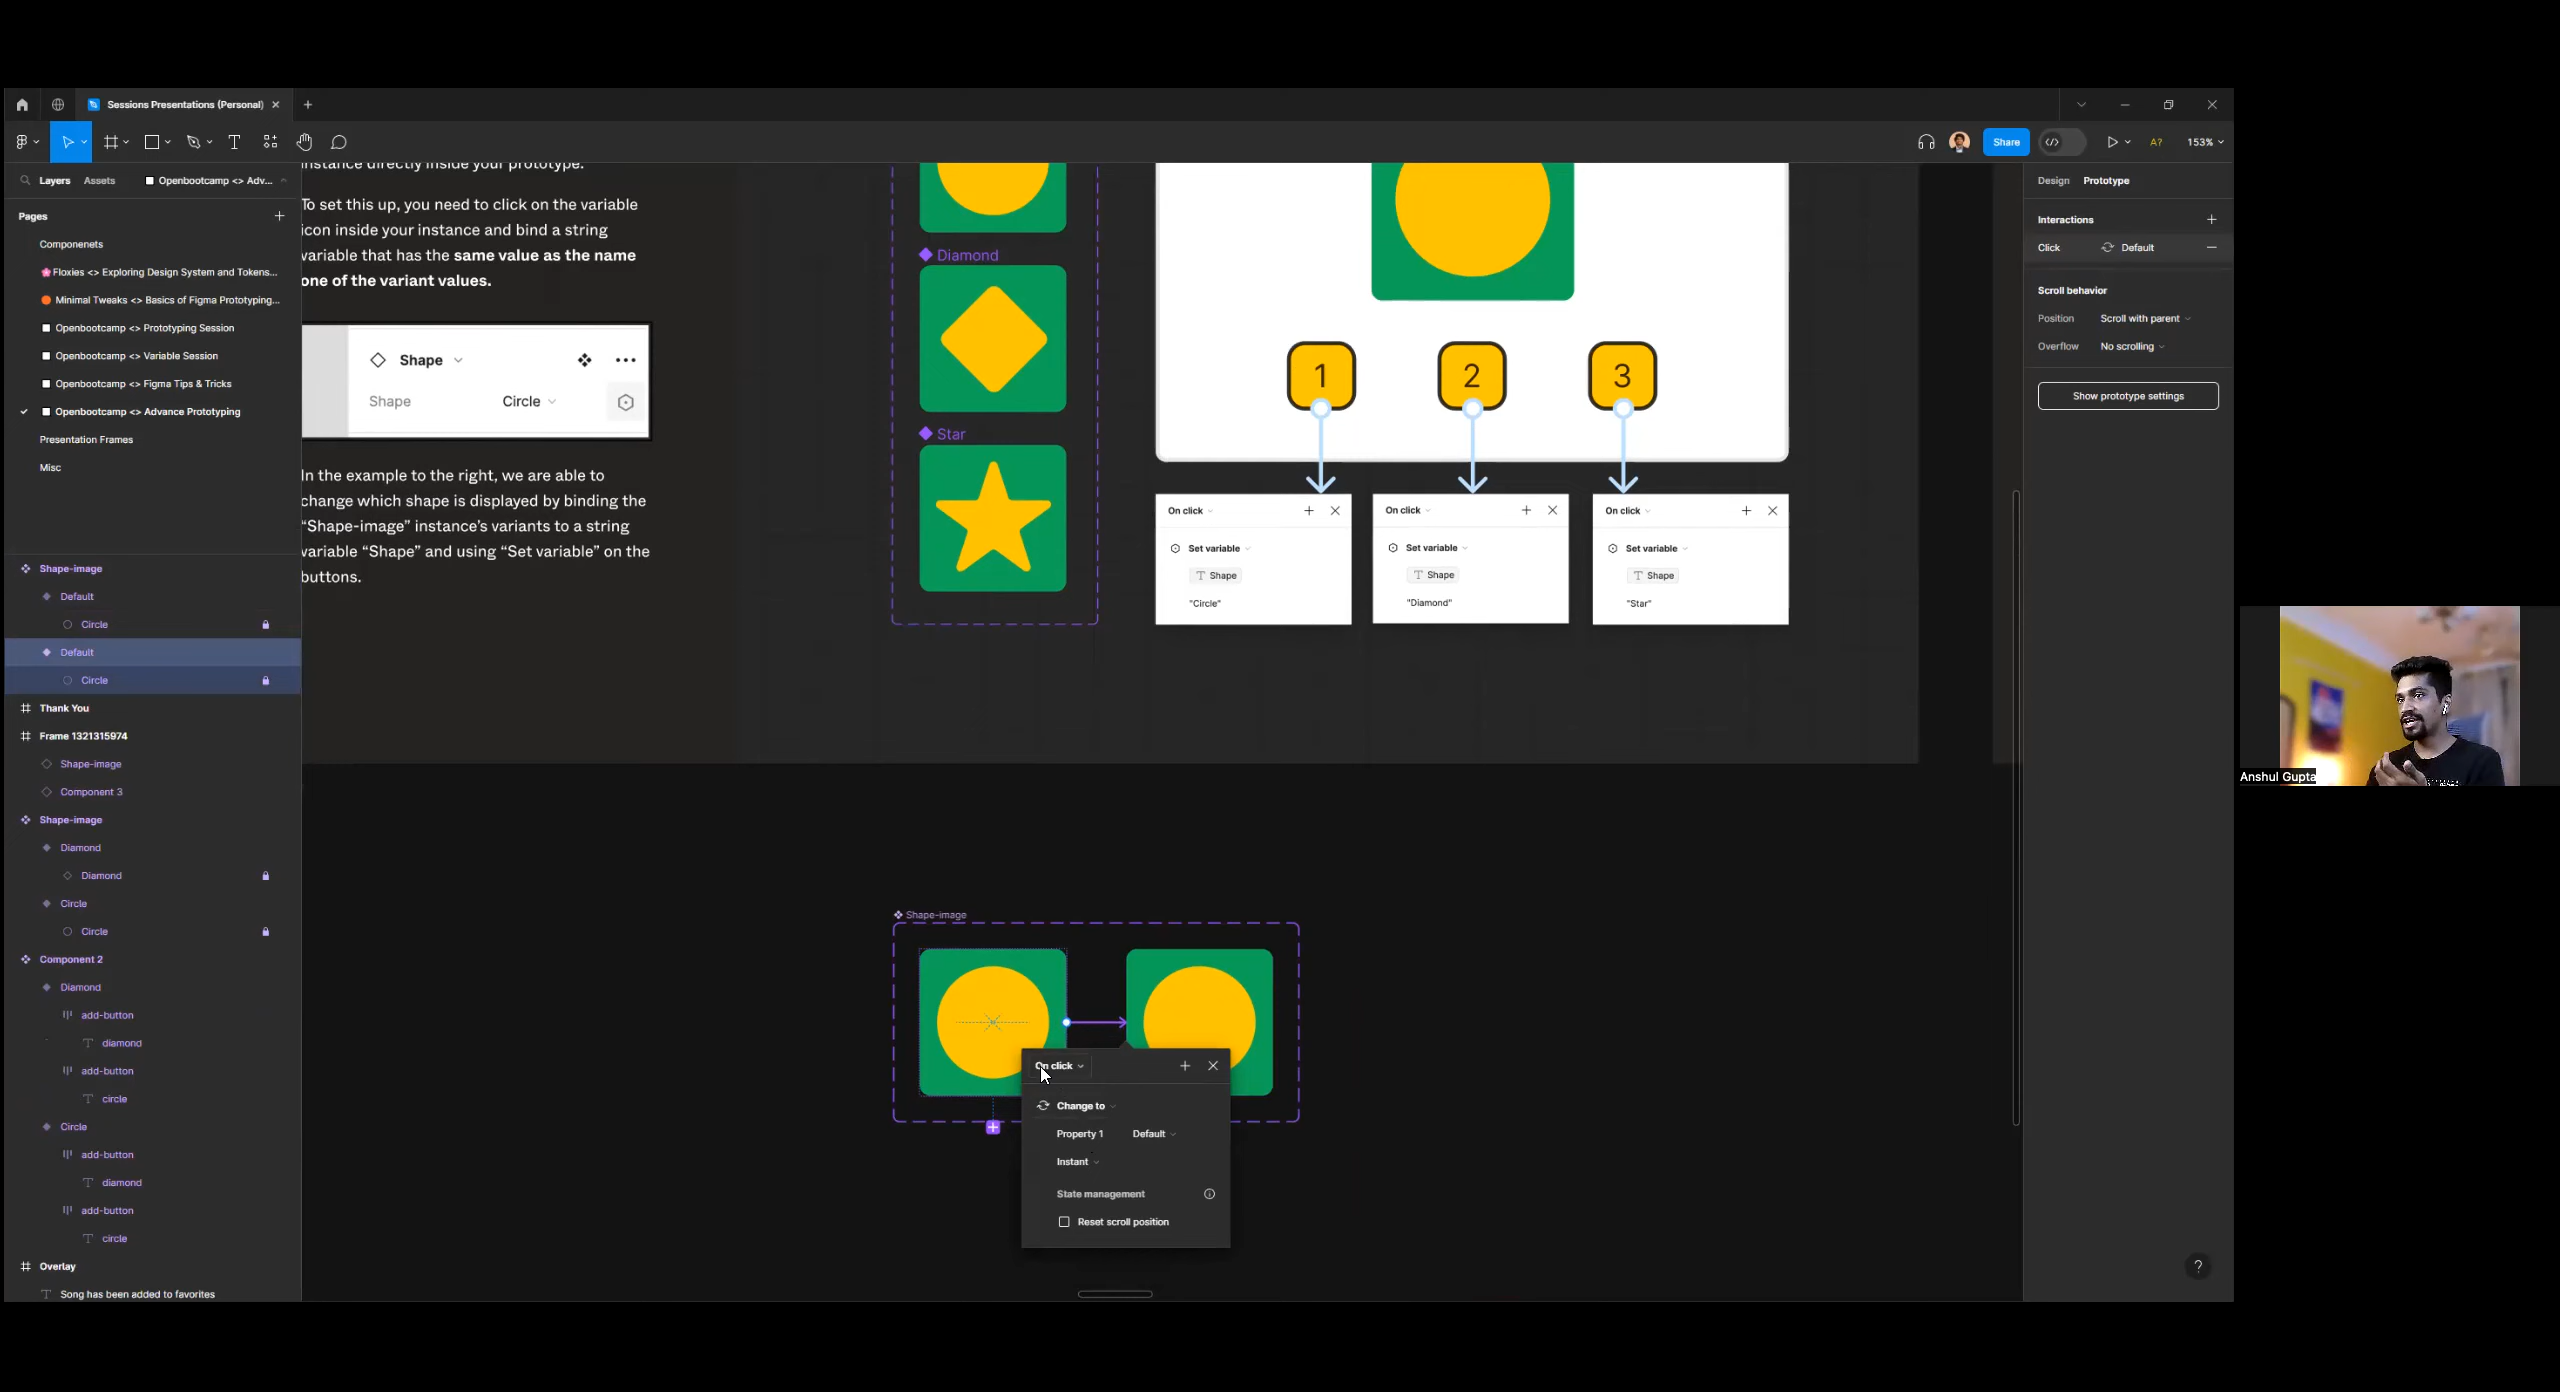 Sessions Presentations (Personal)
Share
A?
153%
Layers
Assets
Openbootcamp <> Adv...
Pages
Componenets
Floxies <> Exploring Design System and Tokens...
Minimal Tweaks <> Basics of Figma Prototyping...
Openbootcamp <> Prototyping Session
Openbootcamp <> Variable Session
Openbootcamp <> Figma Tips & Tricks
Openbootcamp <> Advance Prototyping
Presentation Frames
Misc
Shape-image
Default
Circle
Default
Circle
Thank You
Frame 1321315974
Shape-image
Component 3
Shape-image
Diamond
Diamond
Circle
Circle
Component 2
Diamond
add-button
diamond
add-button
circle
Circle
add-button
diamond
add-button
circle
Overlay
Song has been added to favorites
instance directly inside your prototype.
To set this up, you need to click on the variable
icon inside your instance and bind a string
variable that has the same value as the name
one of the variant values.
Shape
Shape
Circle
In the example to the right, we are able to
change which shape is displayed by binding the
“Shape-image” instance’s variants to a string
variable “Shape” and using “Set variable” on the
buttons.
Diamond
Star
1
2
3
On click
Set variable
Shape
"Circle"
On click
Set variable
Shape
"Diamond"
On click
Set variable
Shape
"Star"
Shape-image
On click
Change to
Property 1
Default
Instant
State management
Reset scroll position
Design
Prototype
Interactions
Click
Default
Scroll behavior
Position
Scroll with parent
Overflow
No scrolling
Show prototype settings
?
Anshul Gupta